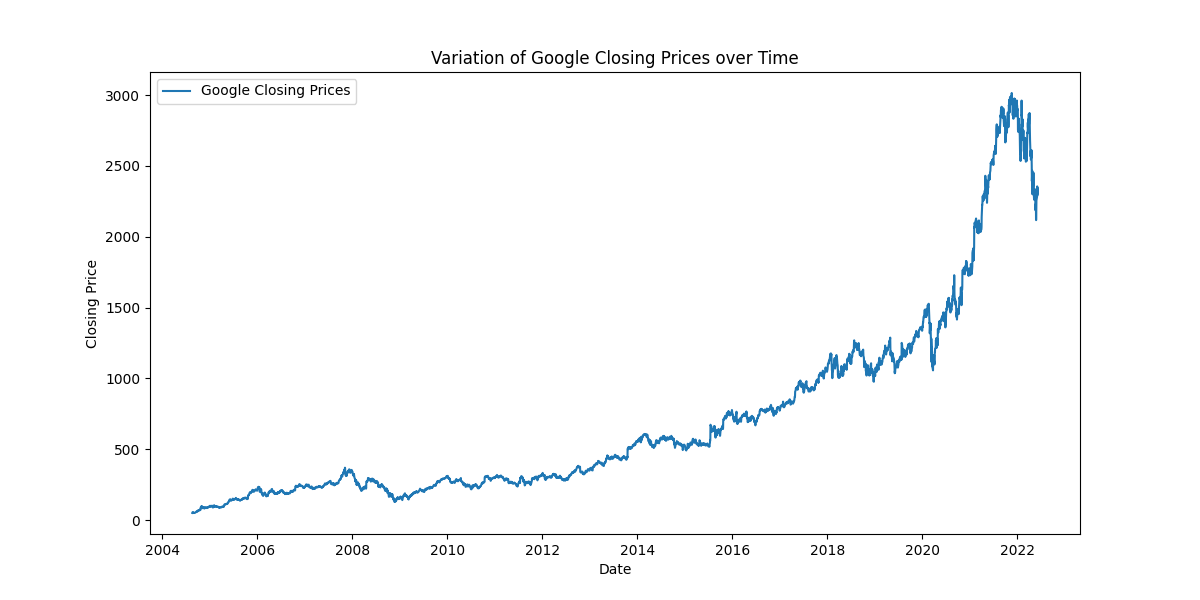 Variation of Google Closing Prices over Time
Google Closing Prices
3000
2500
2000
1500
1000
500
0
Closing Price
2004 2006 2008 2010 2012 2014 2016 2018 2020 2022
Date